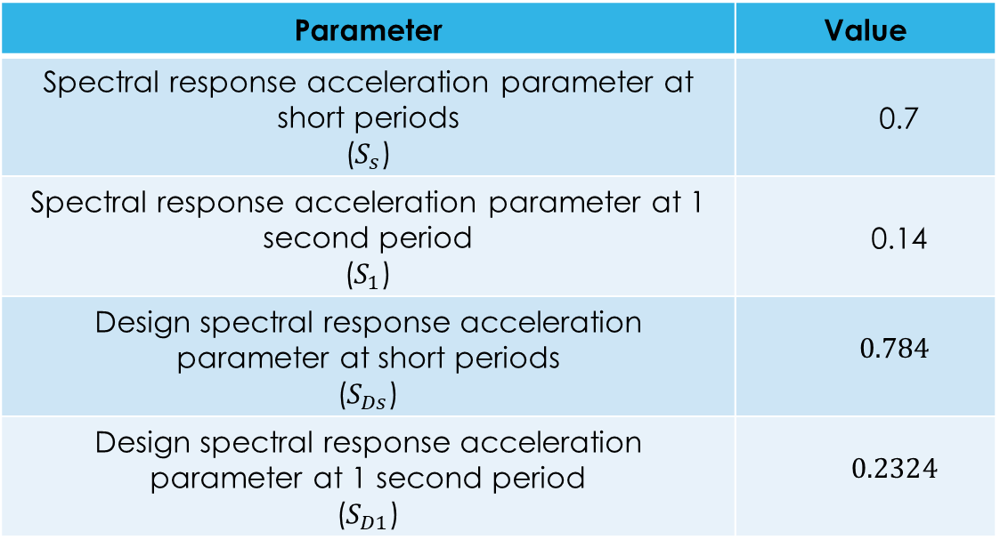 Parameter
Value
Spectral response acceleration parameter at
short periods
(𝑆ₛ)
0.7
Spectral response acceleration parameter at 1
second period
(𝑆₁)
0.14
Design spectral response acceleration
parameter at short periods
(𝑆_{𝐷𝑠})
0.784
Design spectral response acceleration
parameter at 1 second period
(𝑆_{𝐷1})
0.2324